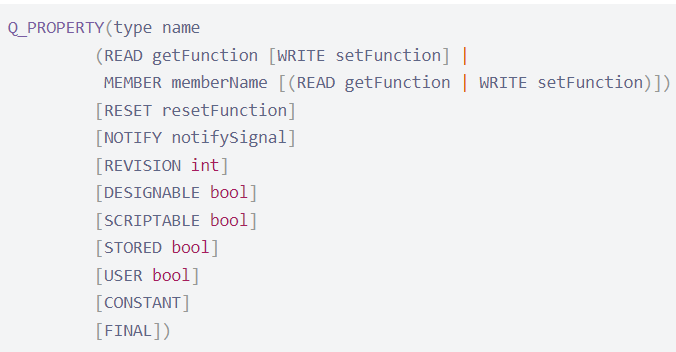 Q_PROPERTY(type name
(READ getFunction [WRITE setFunction] |
MEMBER memberName [(READ getFunction | WRITE setFunction)])
[RESET resetFunction]
[NOTIFY notifySignal]
[REVISION int]
[DESIGNABLE bool]
[SCRIPTABLE bool]
[STORED bool]
[USER bool]
[CONSTANT]
[FINAL])